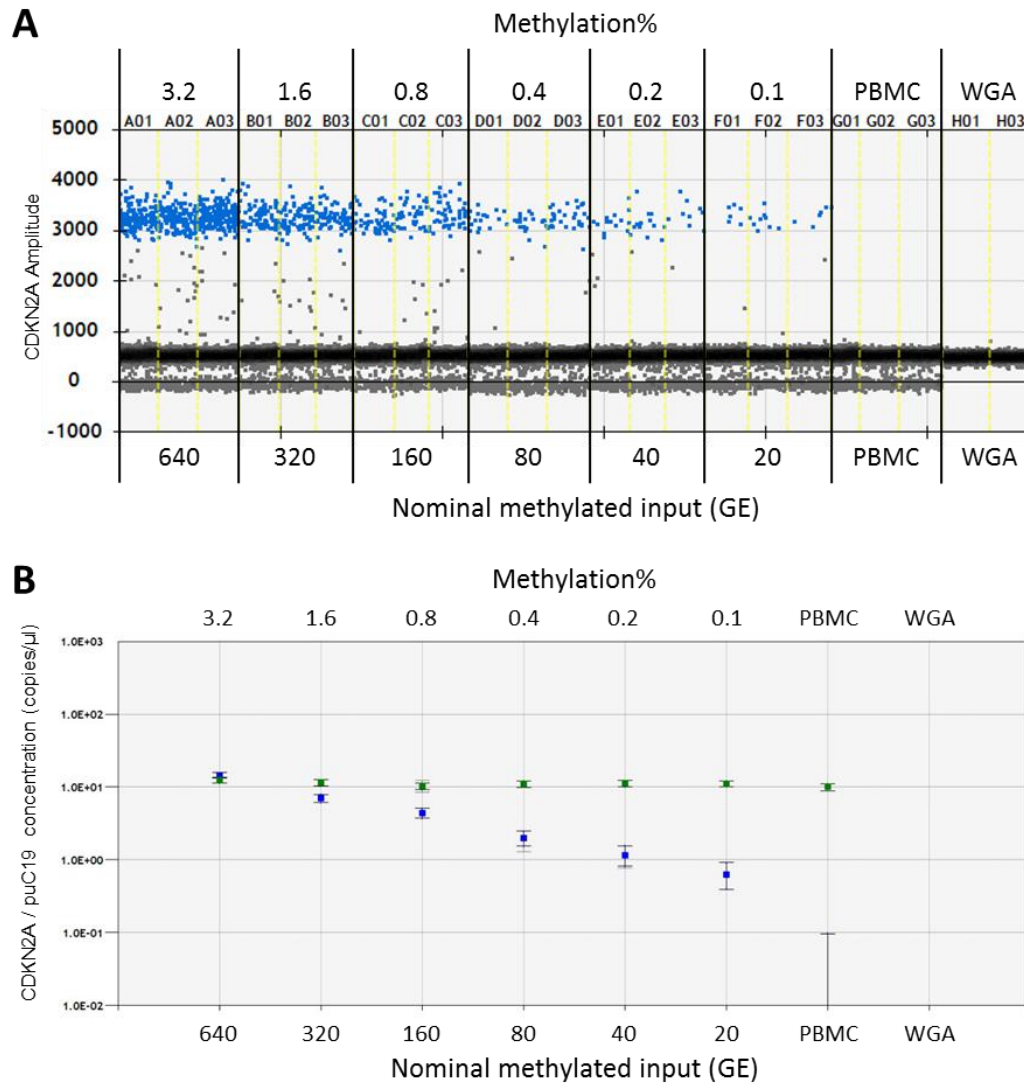 A
Methylation%
3.2 1.6 0.8 0.4 0.2 0.1 PBMC WGA
A01 A02 A03 B01 B02 B03 C01 C02 C03 D01 D02 D03 E01 E02 E03 F01 F02 F03 G01 G02 G03 H01 H03
CDKN2A Amplitude
5000
4000
3000
2000
1000
0
-1000
640 320 160 80 40 20 PBMC WGA
Nominal methylated input (GE)
B
Methylation%
3.2 1.6 0.8 0.4 0.2 0.1 PBMC WGA
CDKN2A / puC19 concentration (copies/µl)
1.0E+03
1.0E+02
1.0E+01
1.0E+00
1.0E-01
1.0E-02
640 320 160 80 40 20 PBMC WGA
Nominal methylated input (GE)